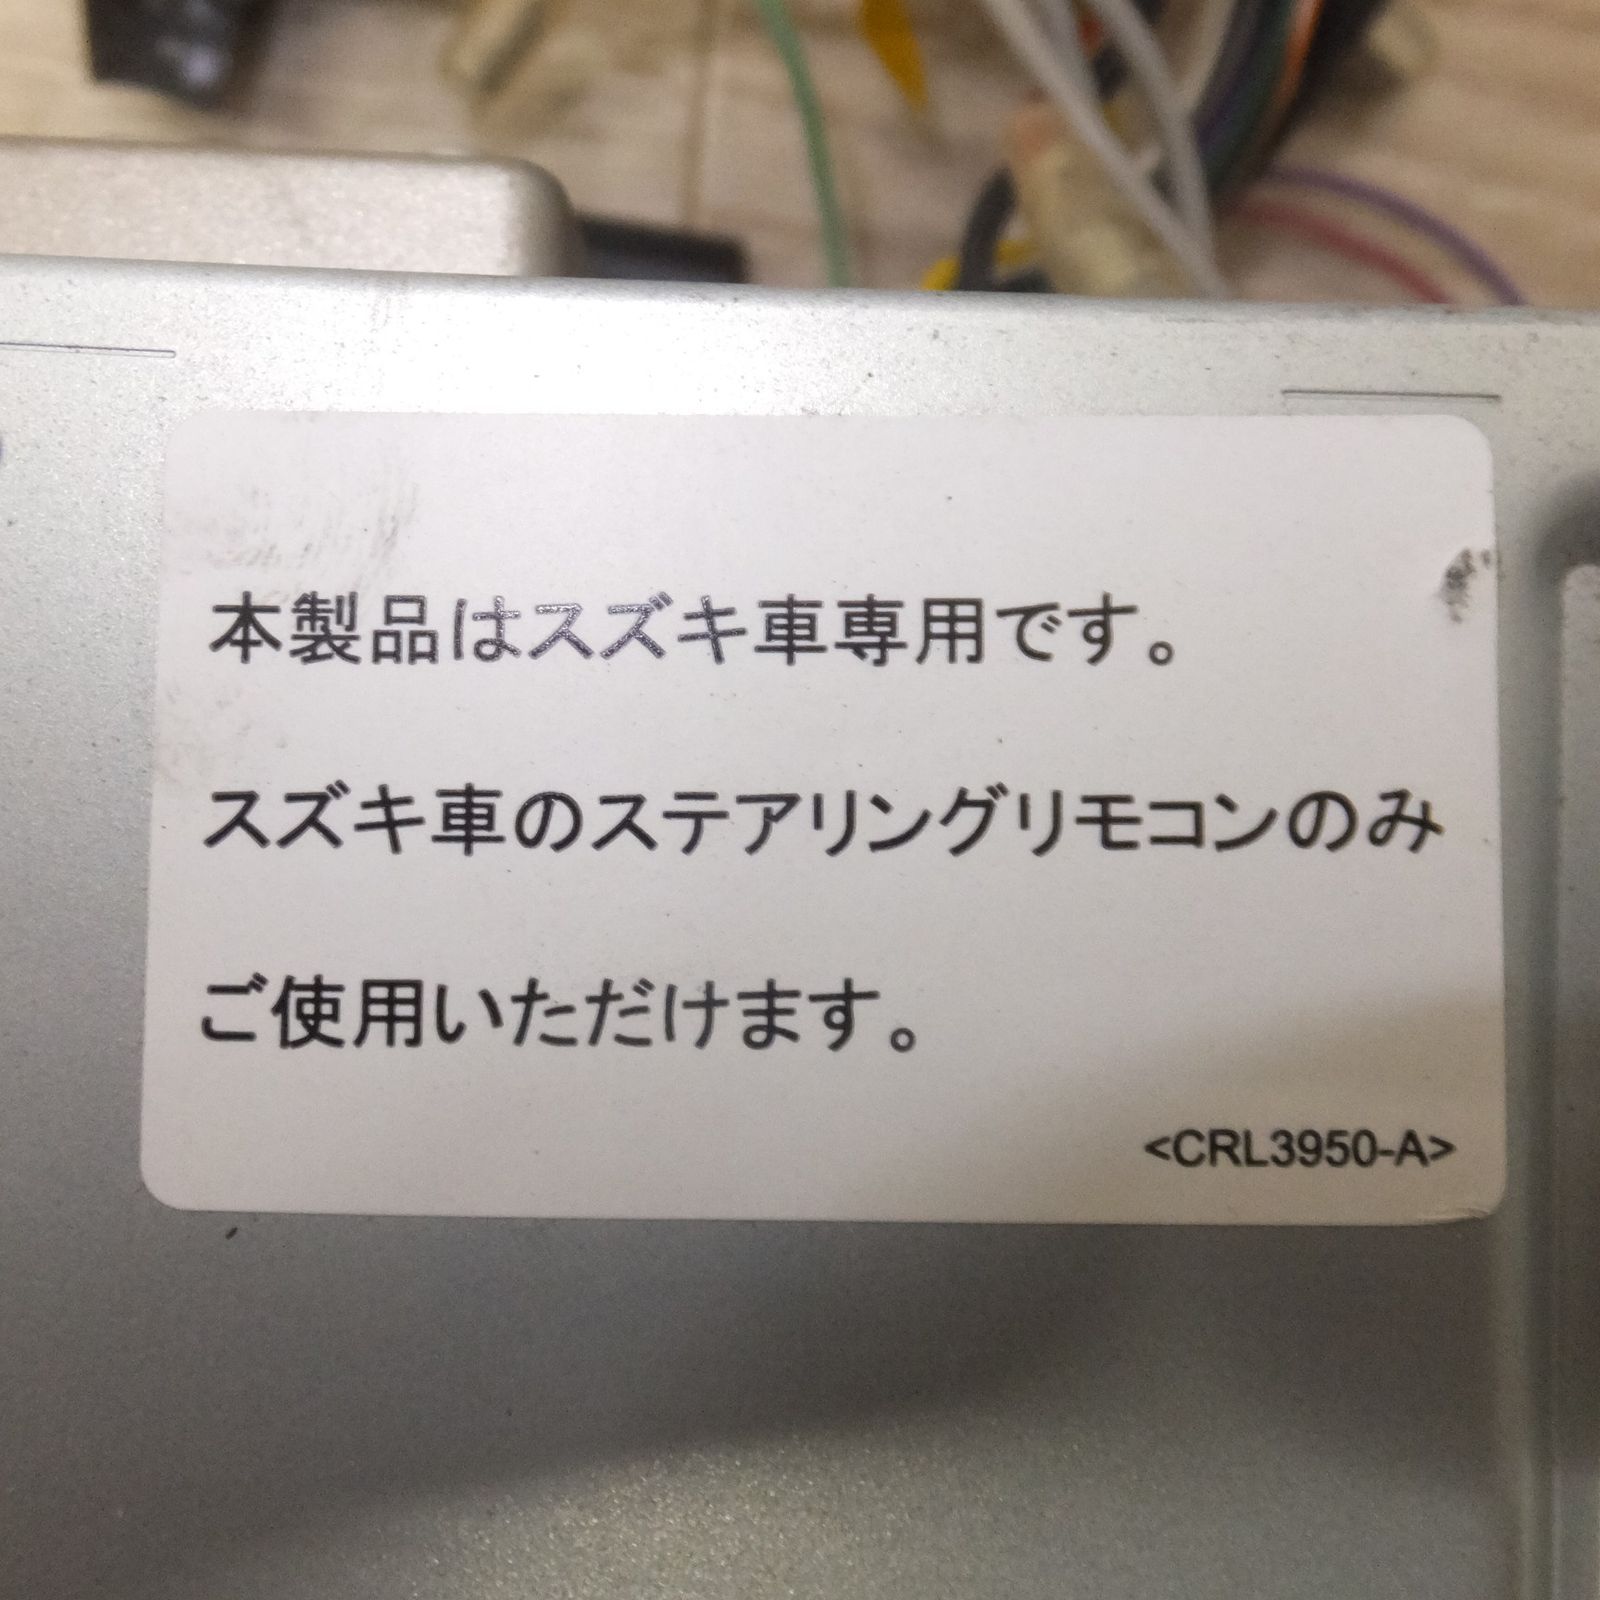 本製品はスズキ車専用です。
スズキ車のステアリングリモコンのみ
ご使用いただけます。
<CRL3950-A>